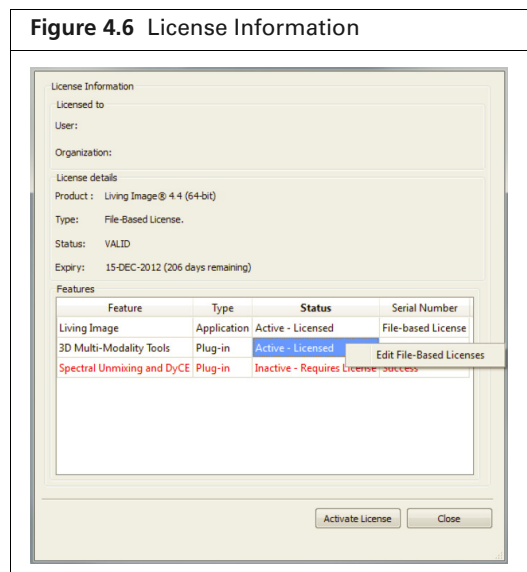 Figure 4.6 License Information
License Information
Licensed to
User:
Organization:
License details
Product : Living Image® 4.4 (64-bit)
Type: File-Based License.
Status: VALID
Expiry: 15-DEC-2012 (206 days remaining)
Features
Feature Type Status Serial Number
Living Image Application Active - Licensed File-based License
3D Multi-Modality Tools Plug-in Active - Licensed
Edit File-Based Licenses
Spectral Unmixing and DyCE Plug-in Inactive - Requires License Success
Activate License Close